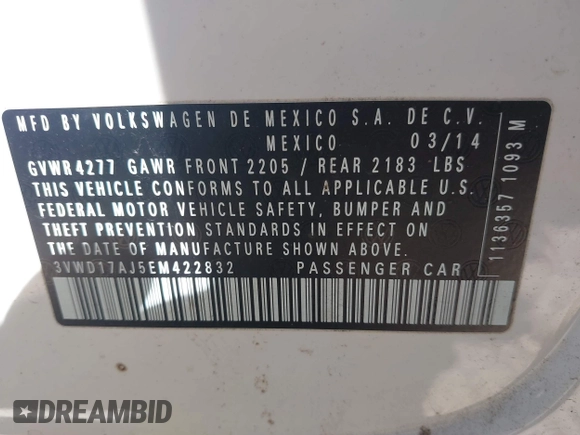 MFD BY VOLKSWAGEN DE MEXICO S.A. DE C.V.
MEXICO 03/14
GVWR 4277 GAWR FRONT 2205 / REAR 2183 LBS
THIS VEHICLE CONFORMS TO ALL APPLICABLE U.S.
FEDERAL MOTOR VEHICLE SAFETY, BUMPER AND
THEFT PREVENTION STANDARDS IN EFFECT ON
THE DATE OF MANUFACTURE SHOWN ABOVE.
3VWD17AJ5EM422832 PASSENGER CAR
1136357 1093 M
DREAMBID